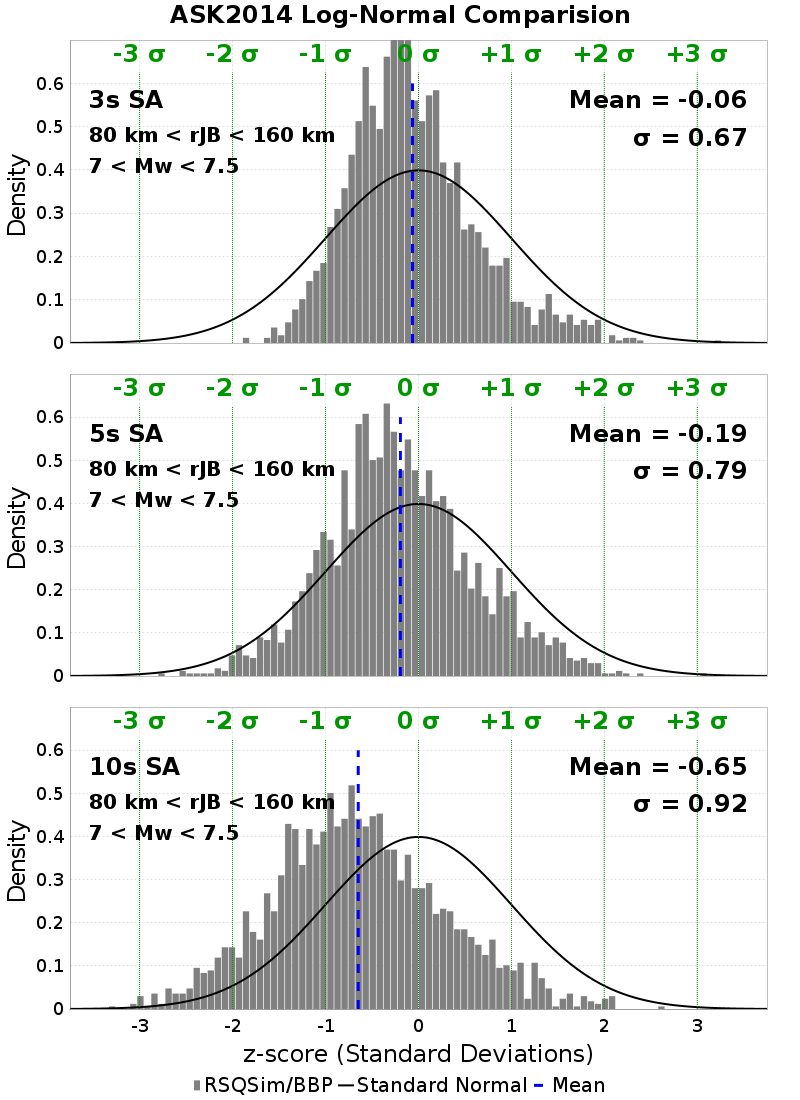 ASK2014 Log-Normal Comparision
-3 σ -2 σ -1 σ 0 σ +1 σ +2 σ +3 σ
3s SA
80 km < rJB < 160 km
7 < Mw < 7.5
Mean = -0.06
σ = 0.67
Density
0.6
0.5
0.4
0.3
0.2
0.1
0
-3 σ -2 σ -1 σ 0 σ +1 σ +2 σ +3 σ
5s SA
80 km < rJB < 160 km
7 < Mw < 7.5
Mean = -0.19
σ = 0.79
Density
0.6
0.5
0.4
0.3
0.2
0.1
0
-3 σ -2 σ -1 σ 0 σ +1 σ +2 σ +3 σ
10s SA
80 km < rJB < 160 km
7 < Mw < 7.5
Mean = -0.65
σ = 0.92
Density
0.6
0.5
0.4
0.3
0.2
0.1
0
-3 -2 -1 0 1 2 3
z-score (Standard Deviations)
RSQSim/BBP Standard Normal Mean